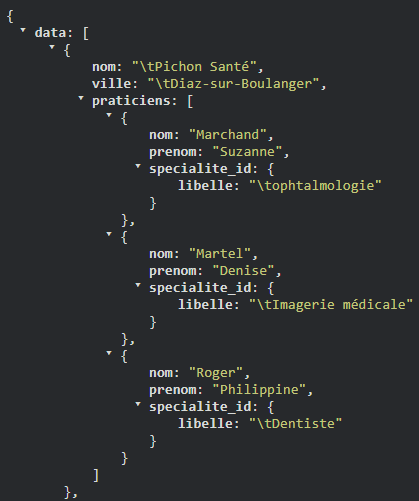 {
data: [
{
nom: "\tPichon Santé",
ville: "\tDiaz-sur-Boulanger",
praticiens: [
{
nom: "Marchand",
prenom: "Suzanne",
specialite_id: {
libelle: "\tophtalmologie"
}
},
{
nom: "Martel",
prenom: "Denise",
specialite_id: {
libelle: "\tImagerie médicale"
}
},
{
nom: "Roger",
prenom: "Philippine",
specialite_id: {
libelle: "\tDentiste"
}
}
]
},